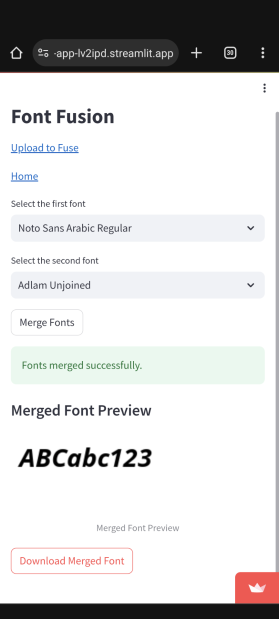 -app-lv2ipd.streamlit.app
30
Font Fusion
Upload to Fuse
Home
Select the first font
Noto Sans Arabic Regular
Select the second font
Adlam Unjoined
Merge Fonts
Fonts merged successfully.
Merged Font Preview
ABCabc123
Merged Font Preview
Download Merged Font